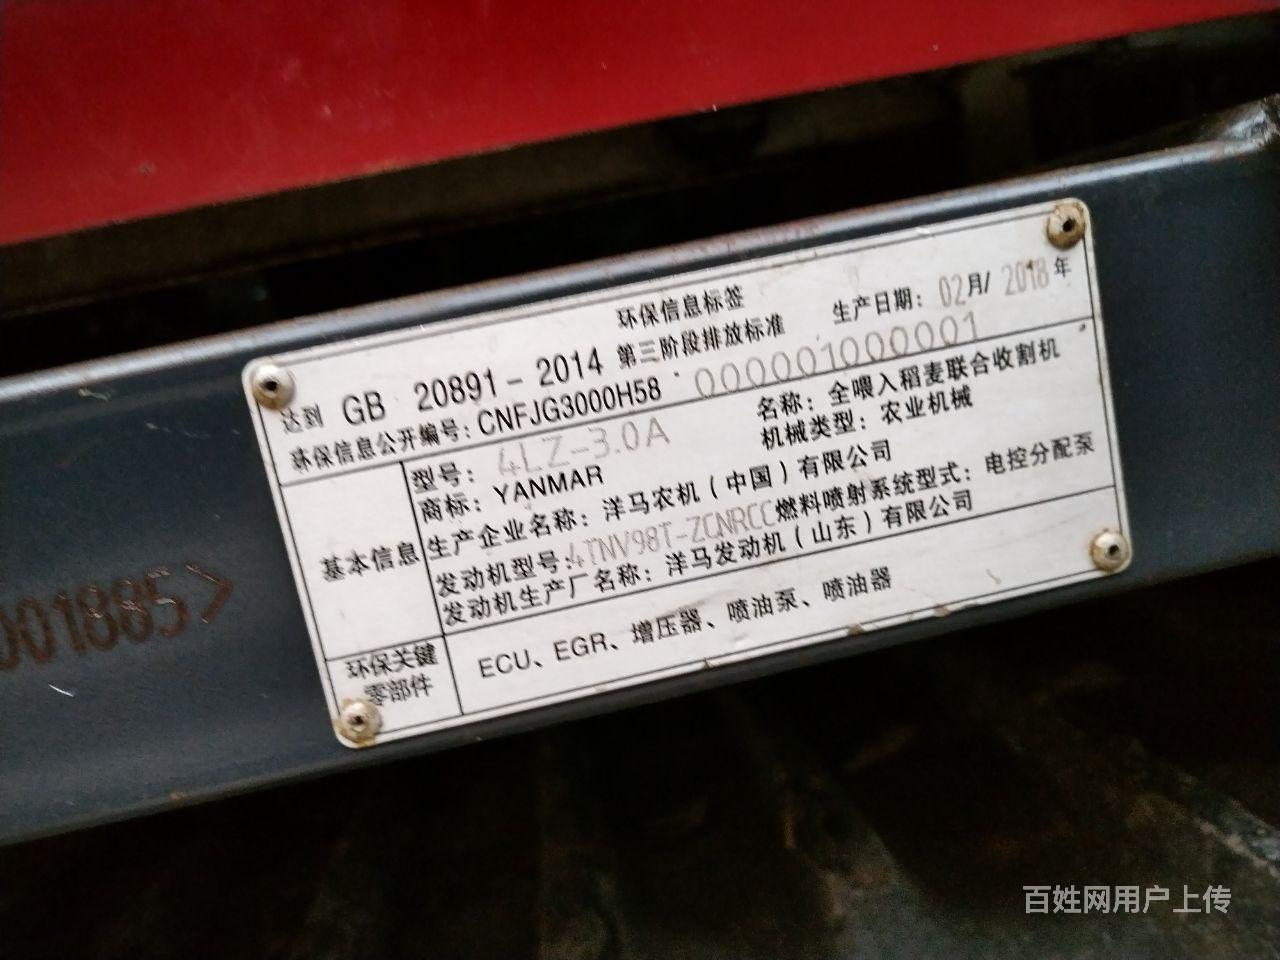 环保信息标签
达到 GB 20891-2014 第三阶段排放标准 生产日期: 02月/ 2018年
环保信息公开编号: CNFJG3000H58 000001000001
基本信息
型号: 4LZ-3.0A 名称: 全喂入稻麦联合收割机
商标: YANMAR 机械类型: 农业机械
生产企业名称: 洋马农机(中国)有限公司
发动机型号: 4TNV98T-ZCNRCC 燃料喷射系统型式: 电控分配泵
发动机生产厂名称: 洋马发动机(山东)有限公司
环保关键零部件
ECU、EGR、增压器、喷油泵、喷油器
001885>
百姓网用户上传